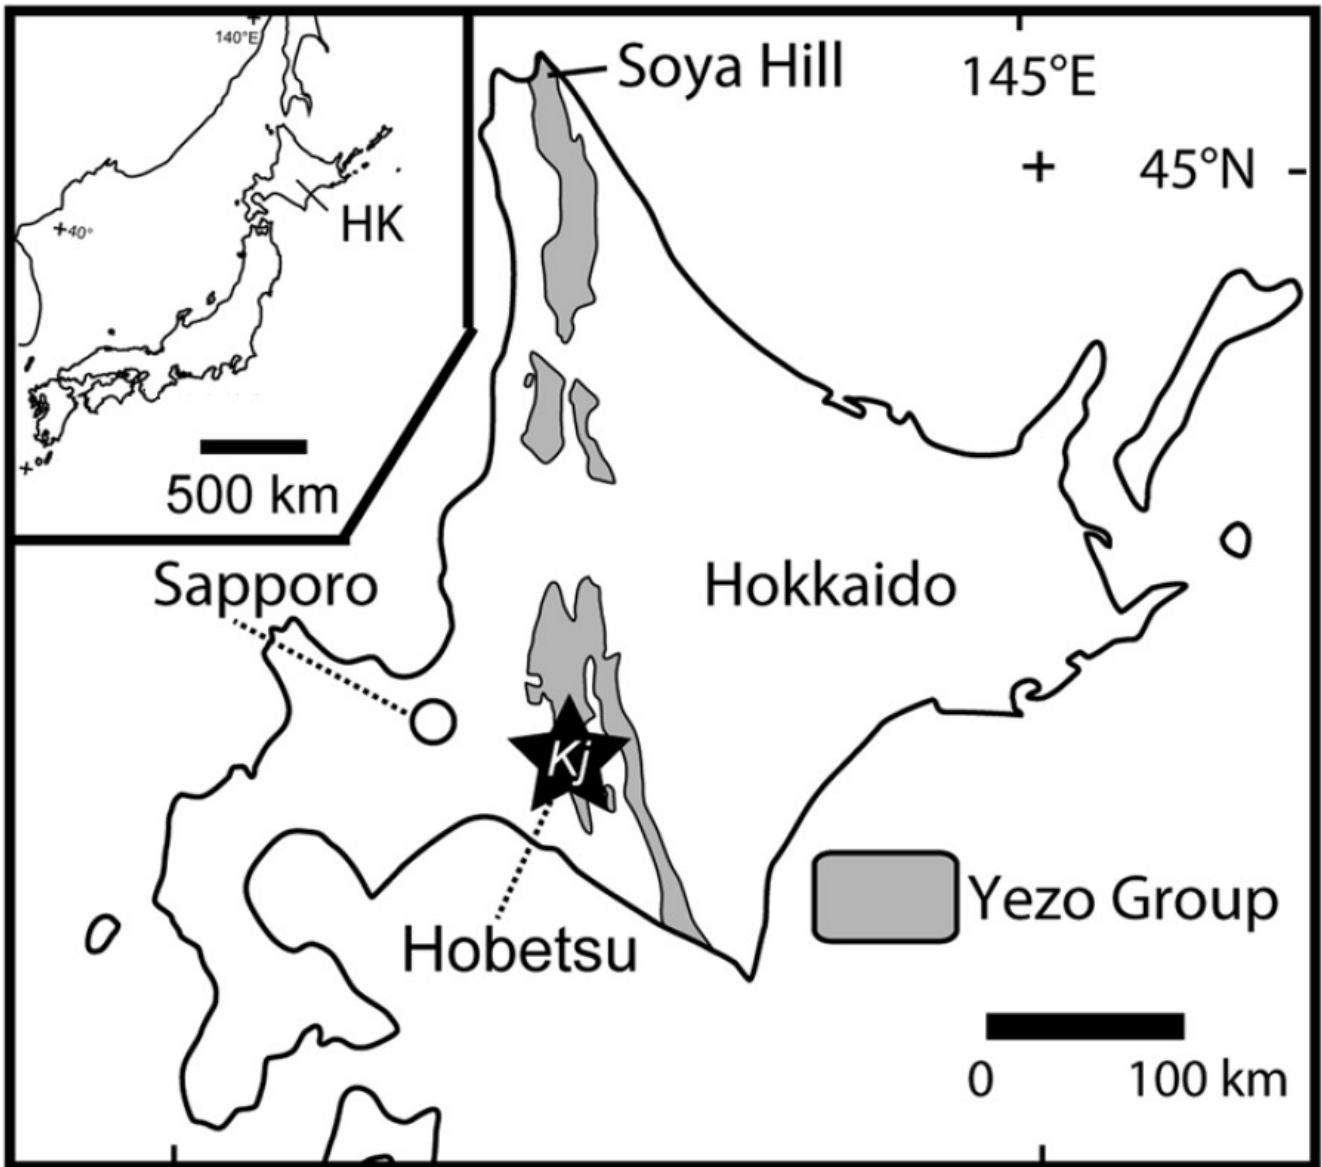 140°E
+40°
HK
500 km
Soya Hill
145°E
+ 45°N -
Sapporo
Hokkaido
Kj
Hobetsu
Yezo Group
0 100 km